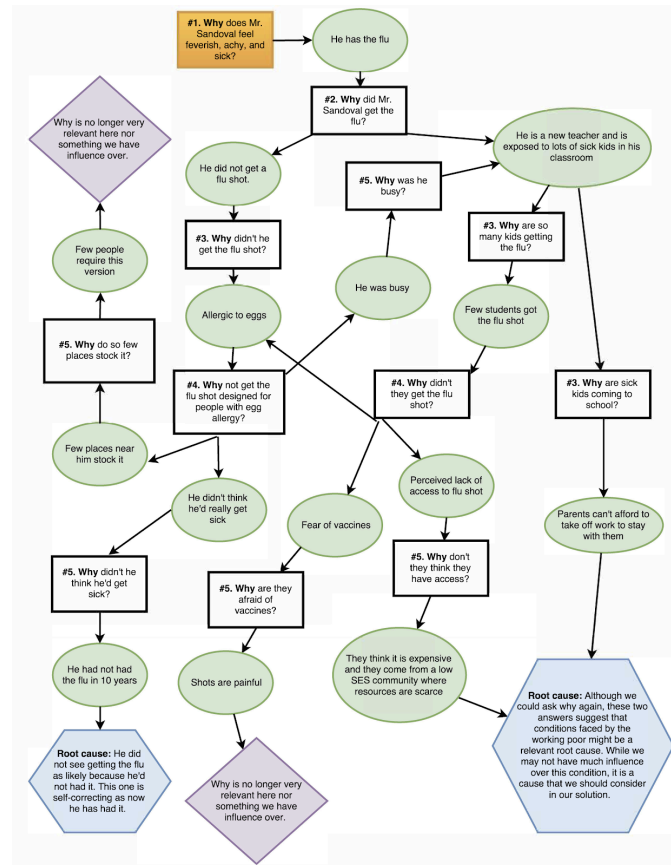 #1. Why does Mr.
Sandoval feel
feverish, achy, and
sick?
He has the flu
#2. Why did Mr.
Sandoval get the
flu?
Why is no longer very
relevant here nor
something we have
influence over.
He did not get a
flu shot.
He is a new teacher and is
exposed to lots of sick kids in his
classroom
#5. Why was he
busy?
#3. Why didn't he
get the flu shot?
#3. Why are so
many kids getting
the flu?
Few people
require this
version
He was busy
Allergic to eggs
Few students got
the flu shot
#5. Why do so few
places stock it?
#4. Why not get the
flu shot designed for
people with egg
allergy?
#4. Why didn't
they get the flu
shot?
#3. Why are sick
kids coming to
school?
Few places near
him stock it
He didn't think
he'd really get
sick
Fear of vaccines
Perceived lack of
access to flu shot
Parents can't afford to
take off work to stay
with them
#5. Why didn't he
think he'd get
sick?
#5. Why are they
afraid of
vaccines?
#5. Why don't
they think they
have access?
He had not had
the flu in 10 years
Shots are painful
They think it is expensive
and they come from a low
SES community where
resources are scarce
Root cause: He did
not see getting the flu
as likely because he'd
not had it. This one is
self-correcting as now
he has had it.
Why is no longer very
relevant here nor
something we have
influence over.
Root cause: Although we
could ask why again, these two
answers suggest that
conditions faced by the
working poor might be a
relevant root cause. While we
may not have much influence
over this condition, it is a
cause that we should consider
in our solution.